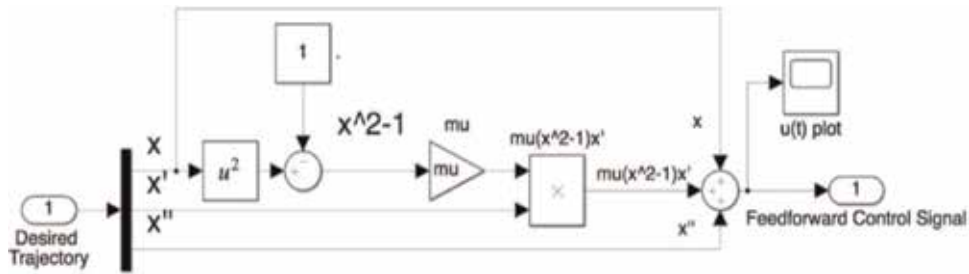 1
.
x^2-1
mu
x
mu(x^2-1)x'
u(t) plot
X
X'
X"
u²
−
mu
×
mu(x^2-1)x'
+
+
+
1
Desired
Trajectory
x"
1
Feedforward Control Signal